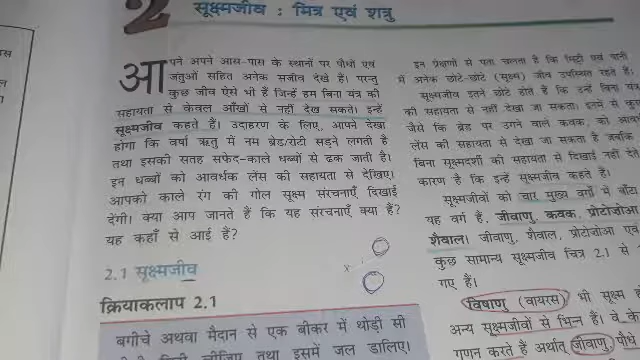 2
सूक्ष्मजीव : मित्र एवं शत्रु
आपने अपने आस-पास के स्थानों पर पौधों एवं
जंतुओं सहित अनेक सजीव देखे हैं। परन्तु
कुछ जीव ऐसे भी हैं जिन्हें हम बिना यंत्र की
सहायता से केवल आँखों से नहीं देख सकते। इन्हें
सूक्ष्मजीव कहते हैं। उदाहरण के लिए, आपने देखा
होगा कि वर्षा ऋतु में नम ब्रेड/रोटी सड़ने लगती है
तथा इसकी सतह सफेद-काले धब्बों से ढक जाती है।
इन धब्बों को आवर्धक लेंस की सहायता से देखिए।
आपको काले रंग की गोल सूक्ष्म संरचनाएँ दिखाई
देंगी। क्या आप जानते हैं कि यह संरचनाएँ क्या हैं?
यह कहाँ से आई हैं?
2.1 सूक्ष्मजीव
क्रियाकलाप 2.1
बगीचे अथवा मैदान से एक बीकर में थोड़ी सी
लीजिए तथा इसमें जल डालिए।
इन प्रेक्षणों से पता चलता है कि मिट्टी एवं पानी
में अनेक छोटे-छोटे (सूक्ष्म) जीव उपस्थित रहते हैं।
सूक्ष्मजीव इतने छोटे होते हैं कि उन्हें बिना यंत्र
की सहायता से नहीं देखा जा सकता। इनमें से कुछ
जैसे कि ब्रेड पर उगने वाले कवक, को आवर्धक
लेंस की सहायता से देखा जा सकता है जबकि
बिना सूक्ष्मदर्शी की सहायता से दिखाई नहीं देते
कारण है कि इन्हें सूक्ष्मजीव कहते हैं।
सूक्ष्मजीवों को चार मुख्य वर्गों में बाँटा
यह वर्ग हैं, जीवाणु, कवक, प्रोटोजोआ
शैवाल। जीवाणु, शैवाल, प्रोटोजोआ एवं
कुछ सामान्य सूक्ष्मजीव चित्र 2.1 से
गए हैं।
विषाणु (वायरस) भी सूक्ष्म
अन्य सूक्ष्मजीवों से भिन्न हैं। वे के
गुणन करते हैं अर्थात् जीवाणु, पौधे